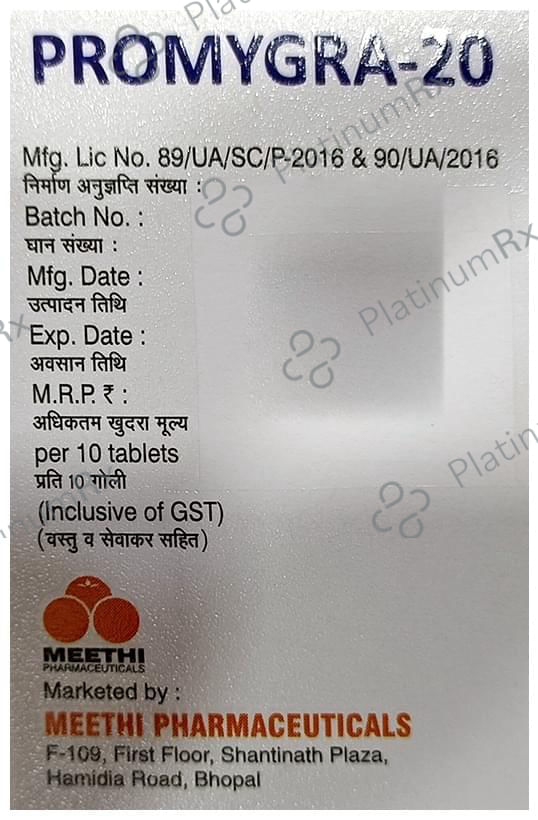 PROMYGRA-20
Mfg. Lic No. 89/UA/SC/P-2016 & 90/UA/2016
निर्माण अनुज्ञप्ति संख्या :
Batch No. :
घान संख्या :
Mfg. Date :
उत्पादन तिथि
Exp. Date :
अवसान तिथि
M.R.P. ₹ :
अधिकतम खुदरा मूल्य
per 10 tablets
प्रति 10 गोली
(Inclusive of GST)
(वस्तु व सेवाकर सहित)
MEETHI
PHARMACEUTICALS
Marketed by :
MEETHI PHARMACEUTICALS
F-109, First Floor, Shantinath Plaza,
Hamidia Road, Bhopal
PlatinumRx
PlatinumRx